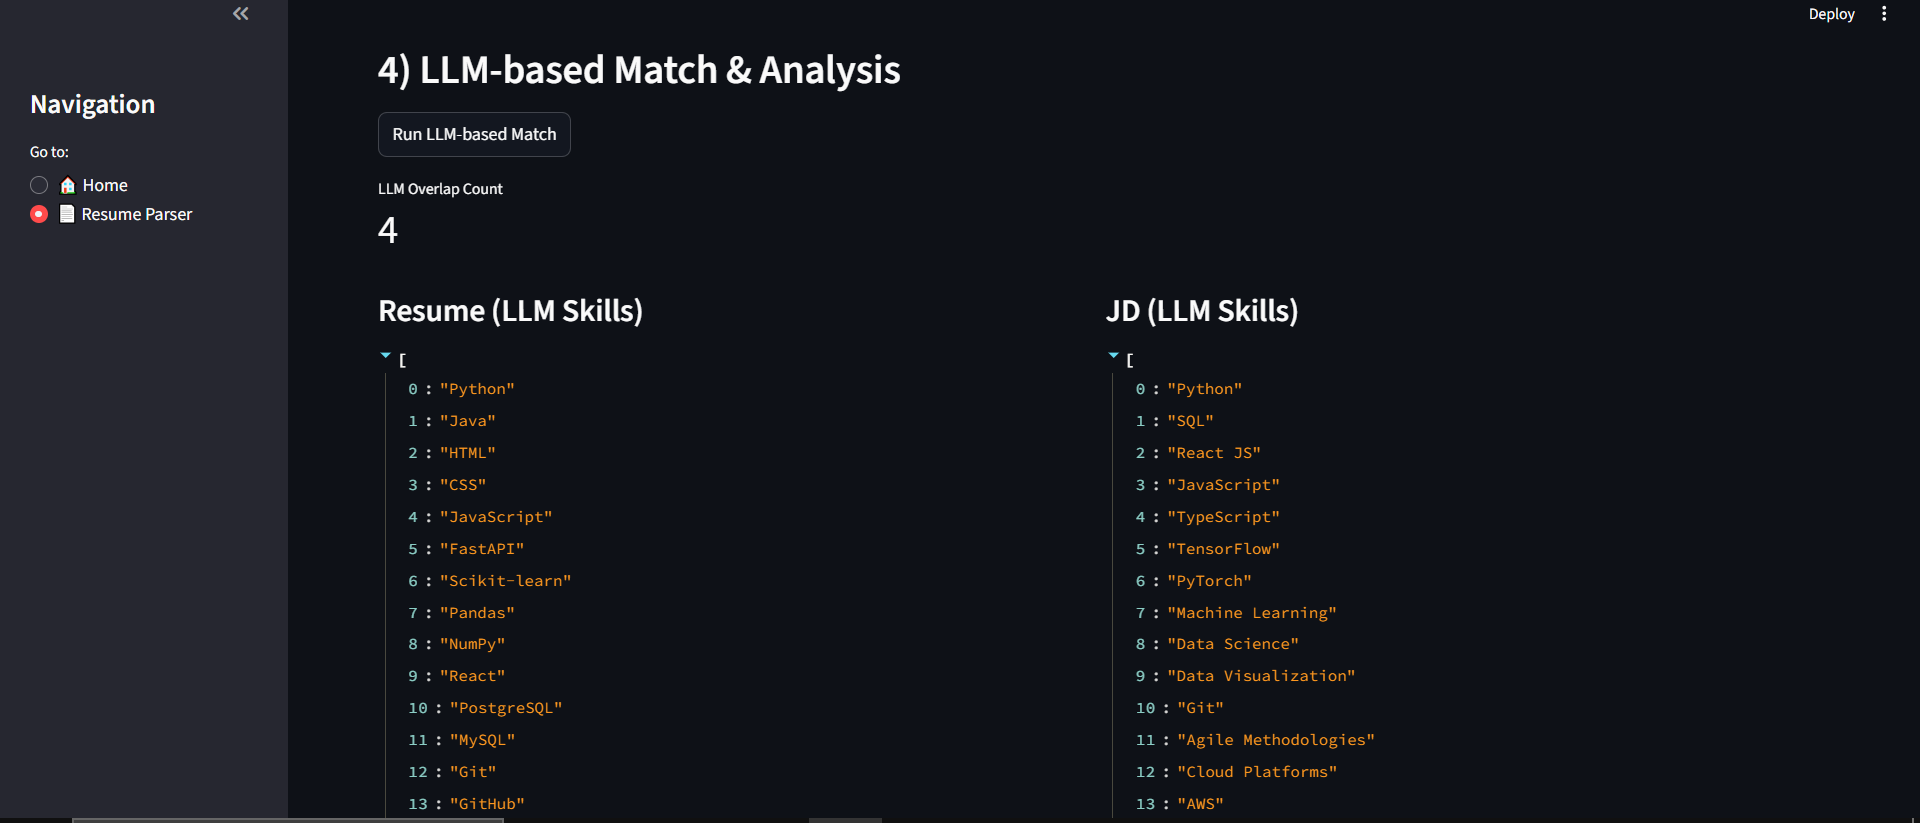 Deploy
Navigation
Go to:
Home
Resume Parser
4) LLM-based Match & Analysis
Run LLM-based Match
LLM Overlap Count
4
Resume (LLM Skills)
[
0 : "Python"
1 : "Java"
2 : "HTML"
3 : "CSS"
4 : "JavaScript"
5 : "FastAPI"
6 : "Scikit-learn"
7 : "Pandas"
8 : "NumPy"
9 : "React"
10 : "PostgreSQL"
11 : "MySQL"
12 : "Git"
13 : "GitHub"
JD (LLM Skills)
[
0 : "Python"
1 : "SQL"
2 : "React JS"
3 : "JavaScript"
4 : "TypeScript"
5 : "TensorFlow"
6 : "PyTorch"
7 : "Machine Learning"
8 : "Data Science"
9 : "Data Visualization"
10 : "Git"
11 : "Agile Methodologies"
12 : "Cloud Platforms"
13 : "AWS"